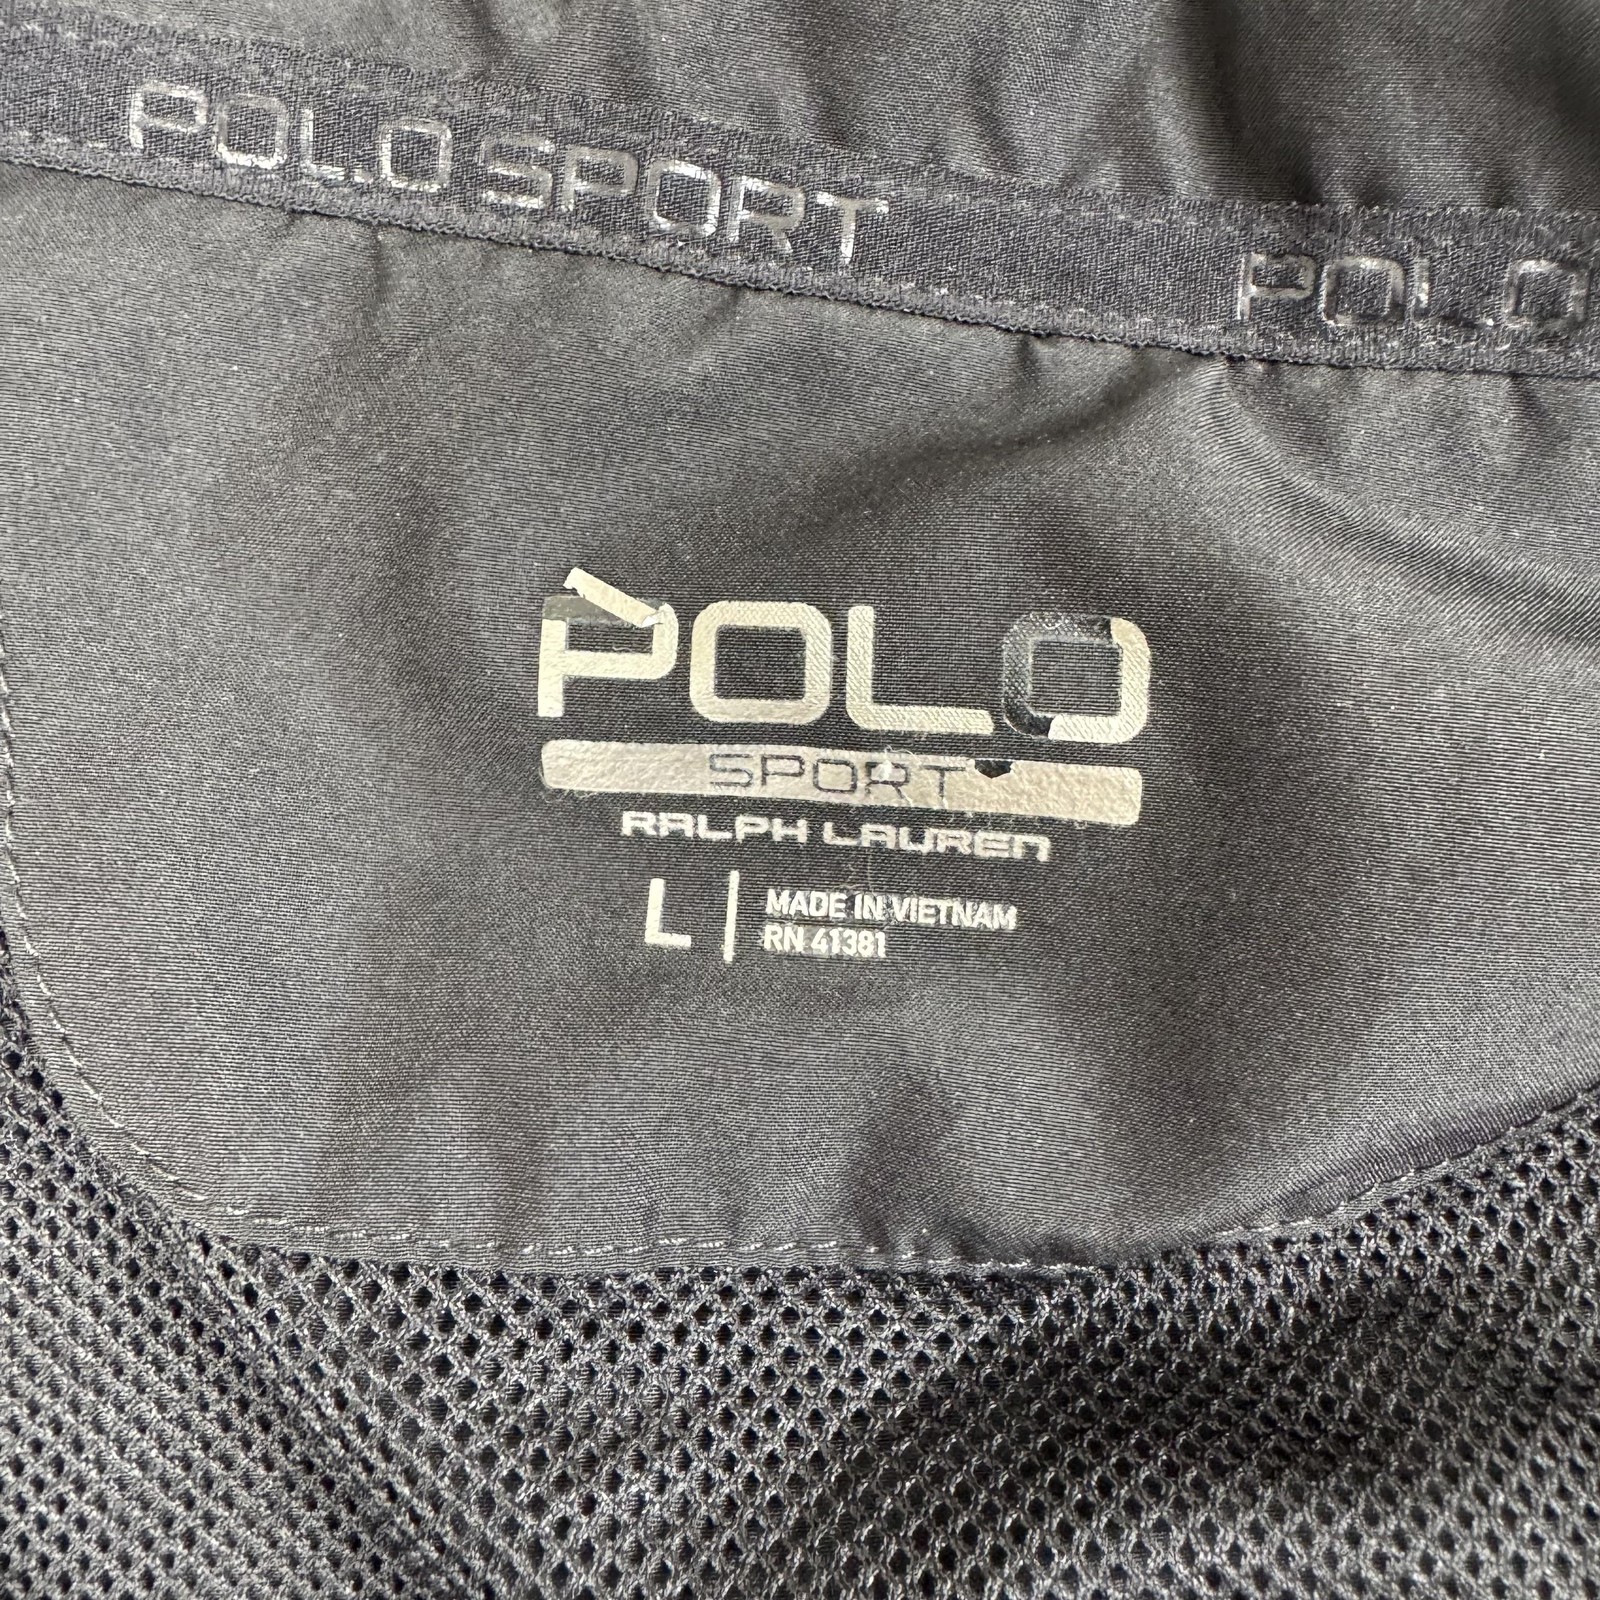 POLO SPORT POLO
POLO
SPORT
RALPH LAUREN
L
MADE IN VIETNAM
RN 41381